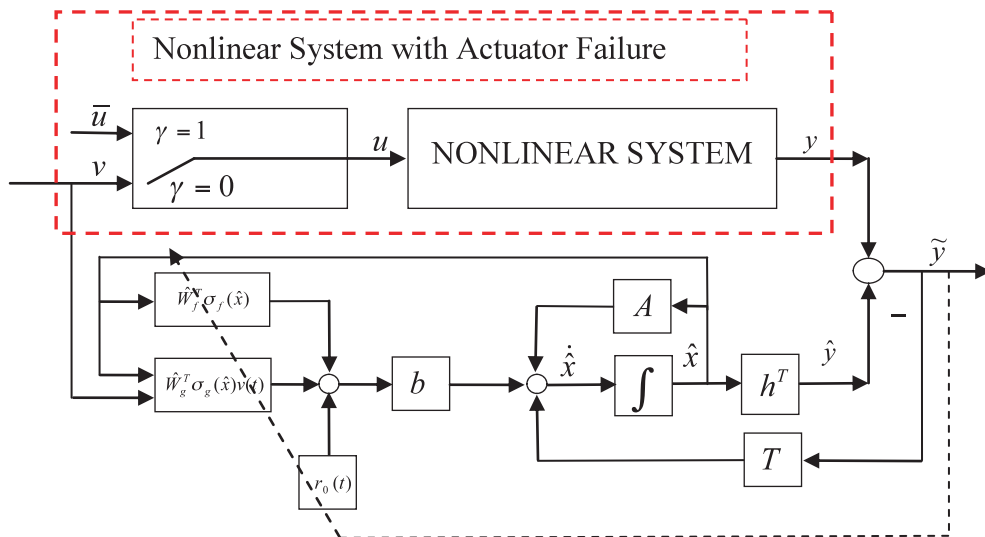 Nonlinear System with Actuator Failure
u̅
γ = 1
v
γ = 0
u
NONLINEAR SYSTEM
y
ỹ
Ŵ_f^T σ_f(x̂)
A
−
Ŵ_g^T σ_g(x̂)v(t)
b
x̂̇
∫
x̂
h^T
ŷ
T
r_0(t)